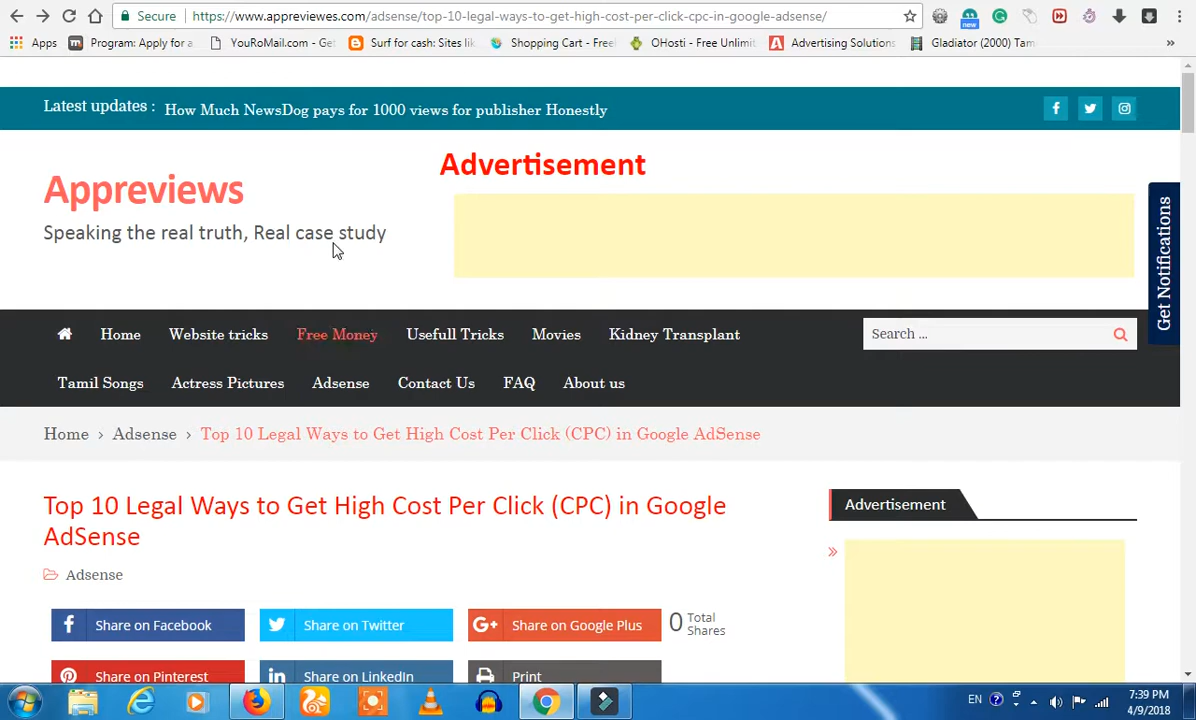 Secure https://www.appreviewes.com/adsense/top-10-legal-ways-to-get-high-cost-per-click-cpc-in-google-adsense/
new
Apps Program: Apply for a YouRoMail.com - Get Surf for cash: Sites lik Shopping Cart - Free OHosti - Free Unlimit Advertising Solutions Gladiator (2000) Tam »
Latest updates : How Much NewsDog pays for 1000 views for publisher Honestly
Advertisement
Appreviews
Speaking the real truth, Real case study
Get Notifications
Home Website tricks Free Money Usefull Tricks Movies Kidney Transplant
Search ...
Tamil Songs Actress Pictures Adsense Contact Us FAQ About us
Home › Adsense › Top 10 Legal Ways to Get High Cost Per Click (CPC) in Google AdSense
Top 10 Legal Ways to Get High Cost Per Click (CPC) in Google
AdSense
Advertisement
Adsense
Share on Facebook Share on Twitter Share on Google Plus 0 Total
Shares
Share on Pinterest Share on LinkedIn Print
EN 7:39 PM
4/9/2018